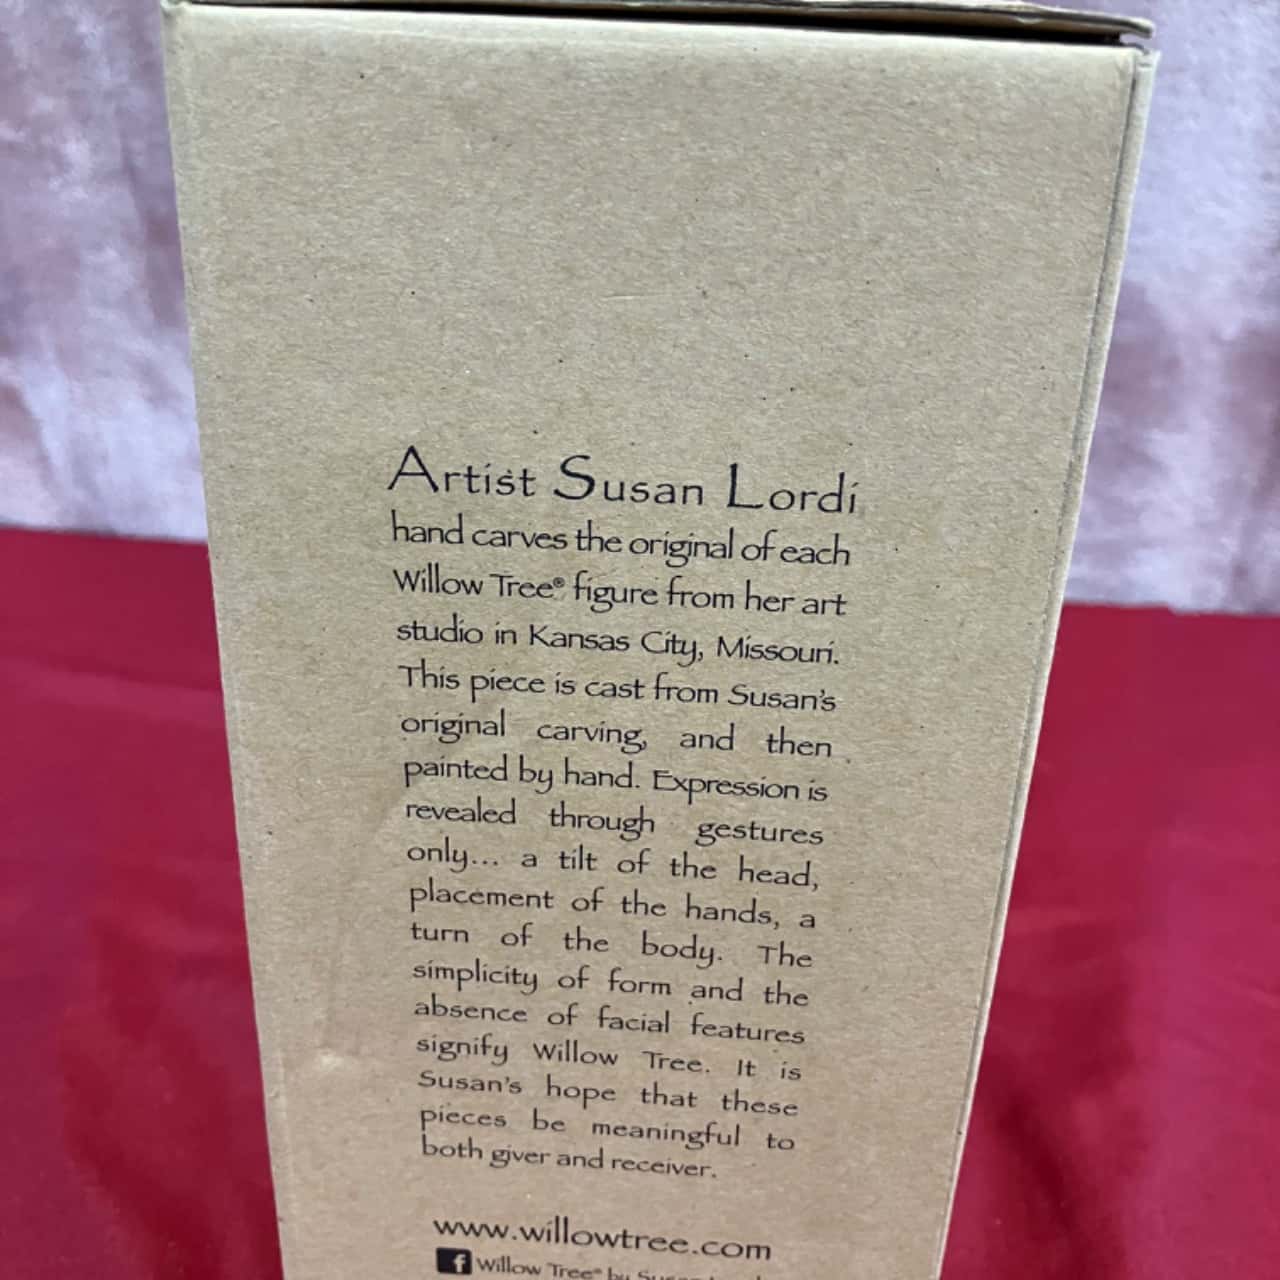 Artist Susan Lordi
hand carves the original of each
Willow Tree® figure from her art
studio in Kansas City, Missouri.
This piece is cast from Susan's
original carving, and then
painted by hand. Expression is
revealed through gestures
only... a tilt of the head,
placement of the hands, a
turn of the body. The
simplicity of form and the
absence of facial features
signify Willow Tree. It is
Susan's hope that these
pieces be meaningful to
both giver and receiver.
www.willowtree.com
f Willow Tree® by Susan